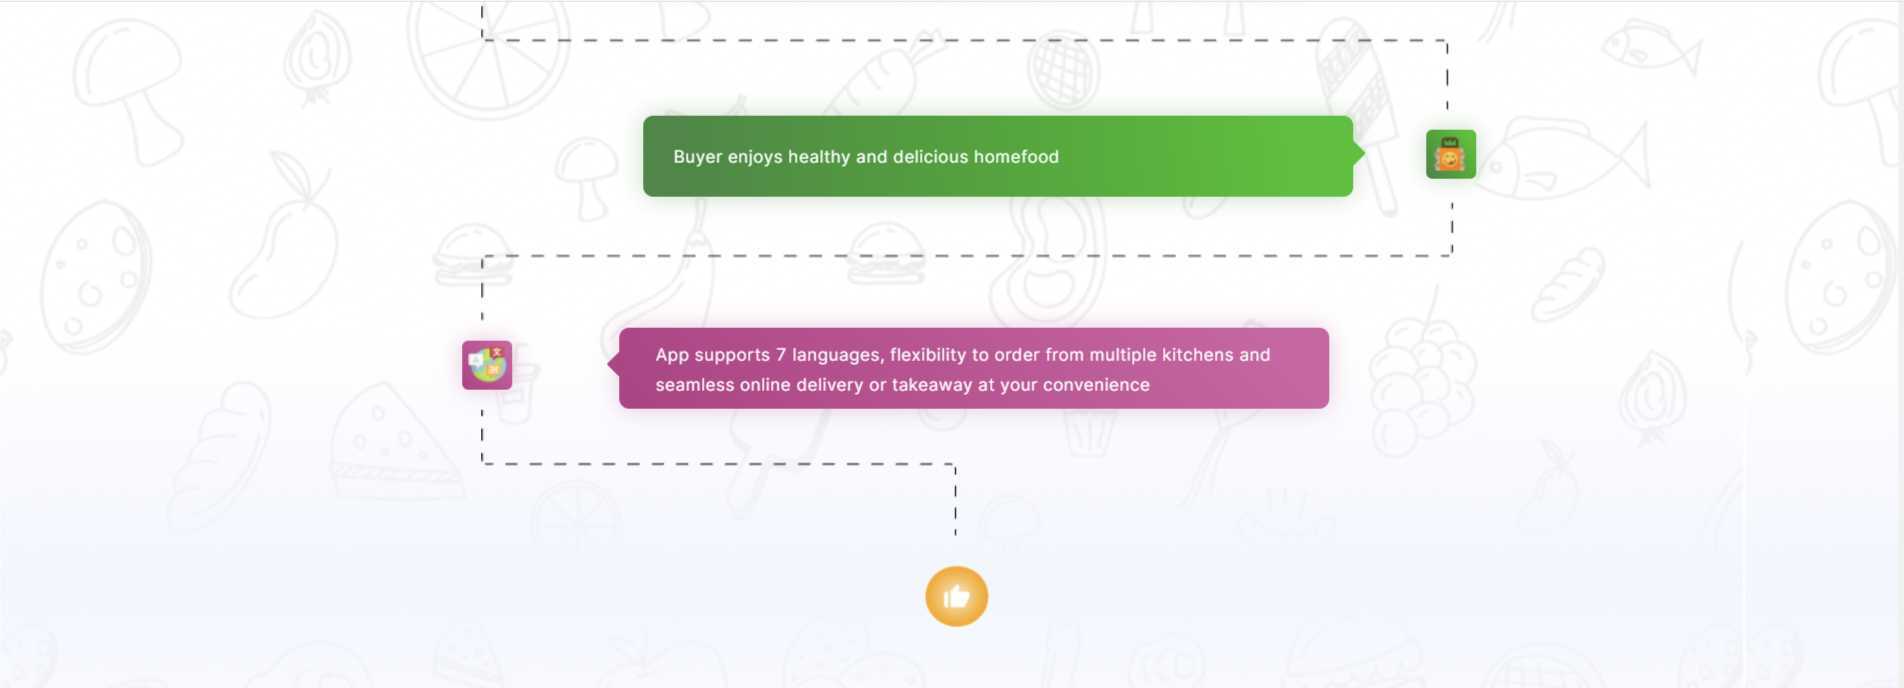 Buyer enjoys healthy and delicious homefood
App supports 7 languages, flexibility to order from multiple kitchens and
seamless online delivery or takeaway at your convenience